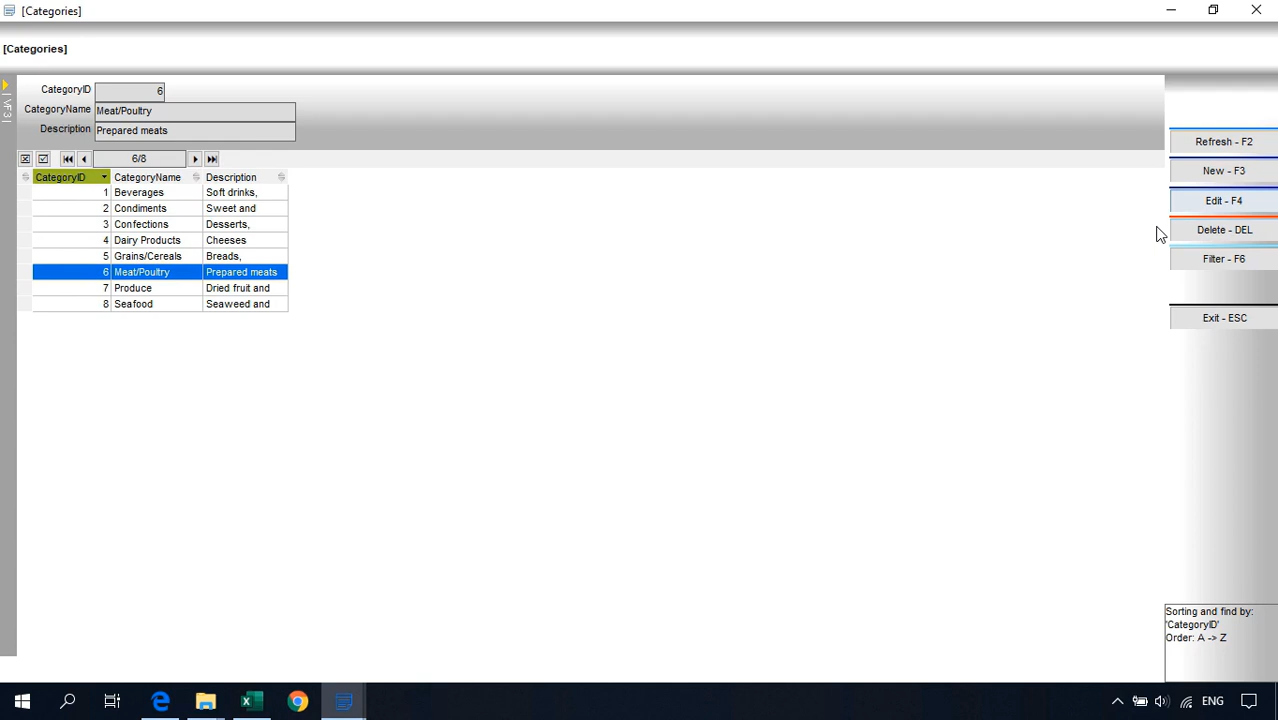 [Categories]
[Categories]
CategoryID 6
CategoryName Meat/Poultry
Description Prepared meats
| VF3 |
6/8
CategoryID CategoryName Description
1 Beverages Soft drinks,
2 Condiments Sweet and
3 Confections Desserts,
4 Dairy Products Cheeses
5 Grains/Cereals Breads,
6 Meat/Poultry Prepared meats
7 Produce Dried fruit and
8 Seafood Seaweed and
Refresh - F2
New - F3
Edit - F4
Delete - DEL
Filter - F6
Exit - ESC
Sorting and find by:
'CategoryID'
Order: A -> Z
ENG